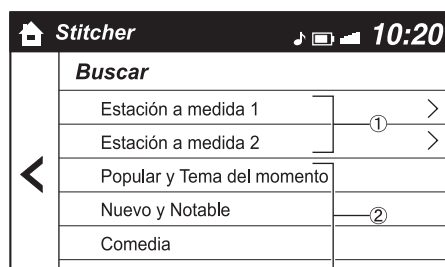 Stitcher 10:20
Buscar
Estación a medida 1
①
Estación a medida 2
Popular y Tema del momento
Nuevo y Notable
②
Comedia